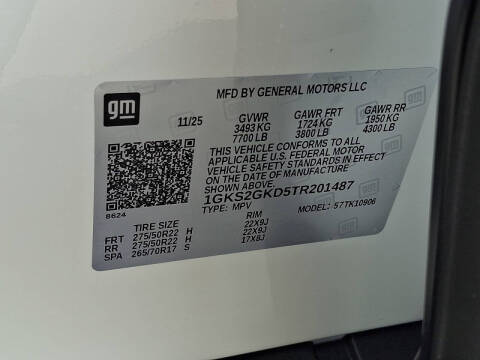 gm
MFD BY GENERAL MOTORS LLC
11/25 GVWR GAWR FRT GAWR RR
3493 KG 1724 KG 1950 KG
7700 LB 3800 LB 4300 LB
THIS VEHICLE CONFORMS TO ALL
APPLICABLE U.S. FEDERAL MOTOR
VEHICLE SAFETY STANDARDS IN EFFECT
ON THE DATE OF MANUFACTURE
SHOWN ABOVE.
1GKS2GKD5TR201487
TYPE: MPV MODEL: 57TK10906
8624
TIRE SIZE RIM
FRT 275/50R22 H 22X9J
RR 275/50R22 H 22X9J
SPA 265/70R17 S 17X8J